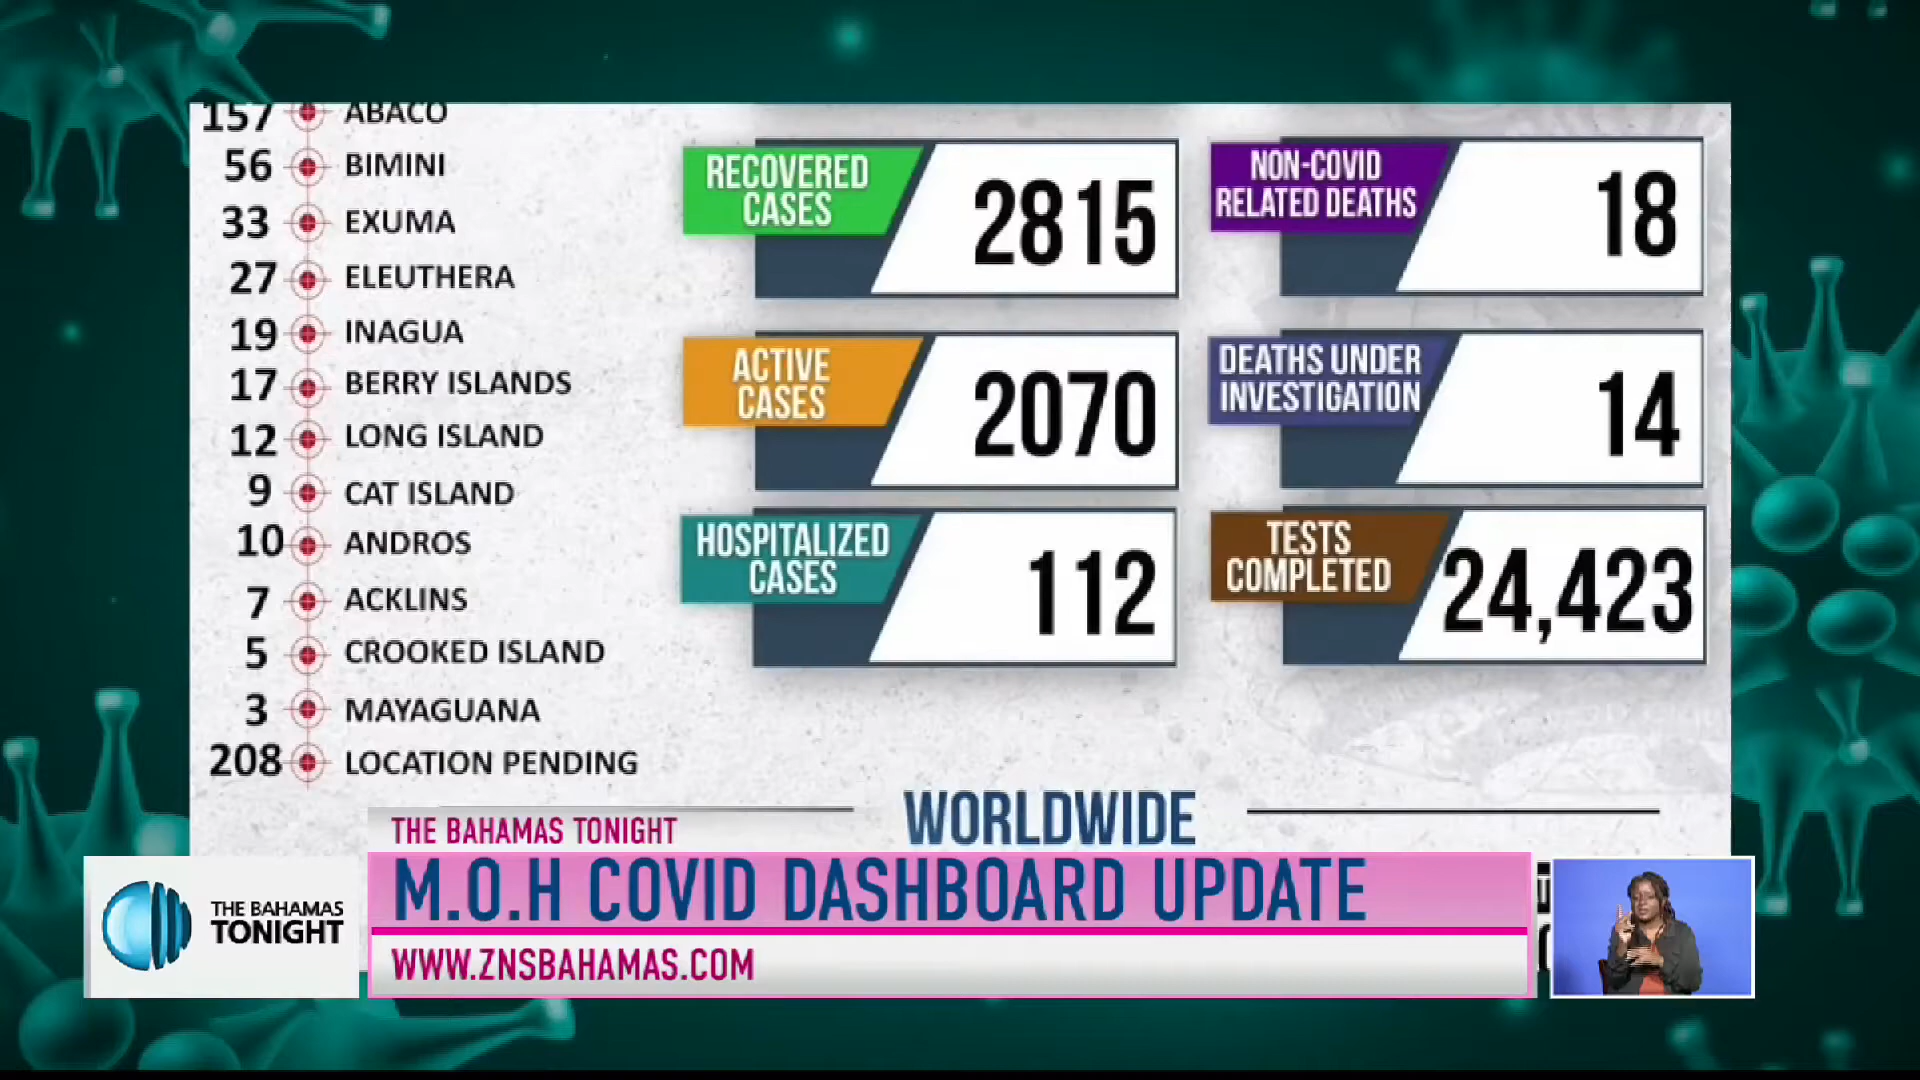 157 ABACO
56 BIMINI
33 EXUMA
27 ELEUTHERA
19 INAGUA
17 BERRY ISLANDS
12 LONG ISLAND
9 CAT ISLAND
10 ANDROS
7 ACKLINS
5 CROOKED ISLAND
3 MAYAGUANA
208 LOCATION PENDING
RECOVERED
CASES
2815
ACTIVE
CASES
2070
HOSPITALIZED
CASES
112
NON-COVID
RELATED DEATHS
18
DEATHS UNDER
INVESTIGATION
14
TESTS
COMPLETED
24,423
WORLDWIDE
THE BAHAMAS TONIGHT
M.O.H COVID DASHBOARD UPDATE
WWW.ZNSBAHAMAS.COM
THE BAHAMAS
TONIGHT